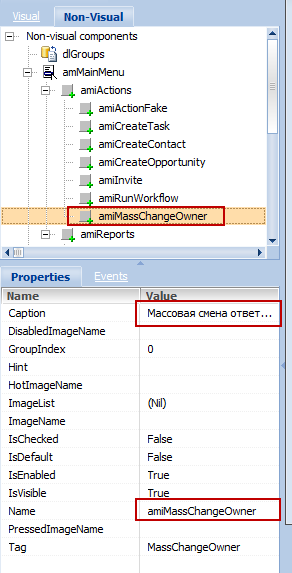 Visual Non-Visual
Non-visual components
dlGroups
amMainMenu
amiActions
amiActionFake
amiCreateTask
amiCreateContact
amiCreateOpportunity
amiInvite
amiRunWorkflow
amiMassChangeOwner
amiReports
Properties Events
Name Value
Caption Массовая смена ответ...
DisabledImageName
GroupIndex 0
Hint
HotImageName
ImageList (Nil)
ImageName
IsChecked False
IsDefault False
IsEnabled True
IsVisible True
Name amiMassChangeOwner
PressedImageName
Tag MassChangeOwner